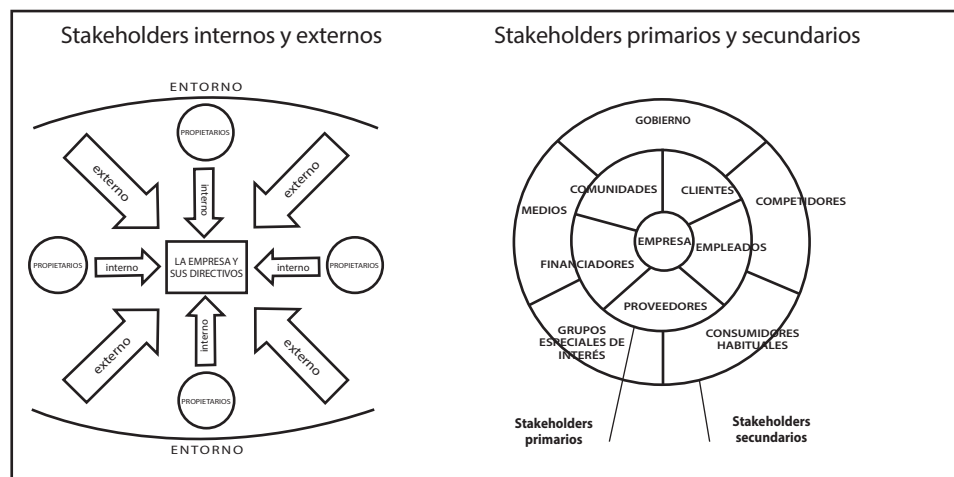 Stakeholders internos y externos
ENTORNO
PROPIETARIOS
externo
interno
externo
PROPIETARIOS
interno
LA EMPRESA Y
SUS DIRECTIVOS
interno
PROPIETARIOS
externo
interno
externo
PROPIETARIOS
ENTORNO
Stakeholders primarios y secundarios
GOBIERNO
COMUNIDADES
CLIENTES
MEDIOS
COMPETIDORES
EMPRESA
EMPLEADOS
FINANCIADORES
PROVEEDORES
GRUPOS
ESPECIALES DE
INTERÉS
CONSUMIDORES
HABITUALES
Stakeholders
primarios
Stakeholders
secundarios